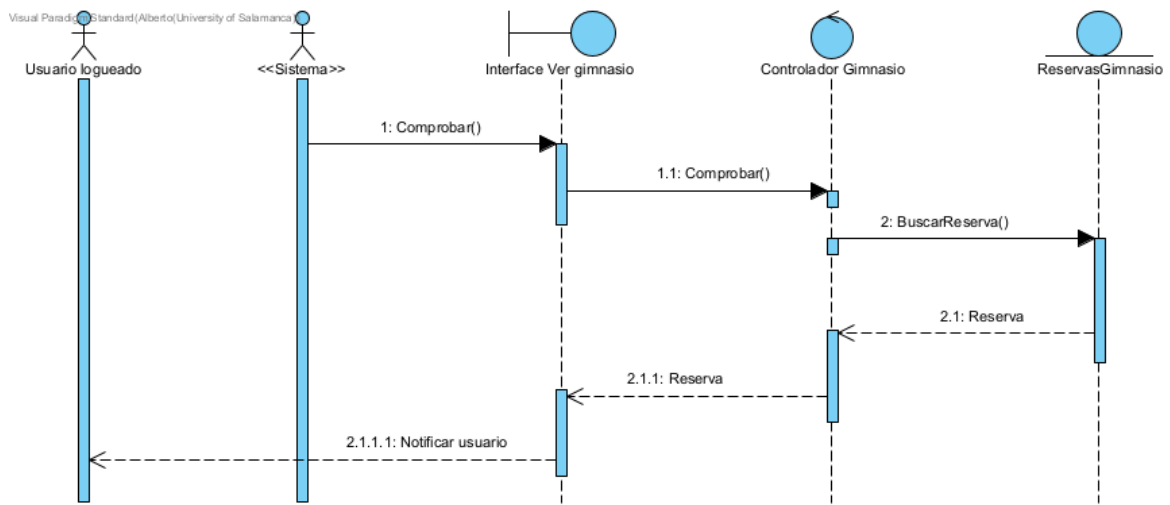 Visual Paradigm Standard(Alberto(University of Salamanca))
Usuario logueado
<<Sistema>>
Interface Ver gimnasio
Controlador Gimnasio
ReservasGimnasio
1: Comprobar()
1.1: Comprobar()
2: BuscarReserva()
2.1: Reserva
2.1.1: Reserva
2.1.1.1: Notificar usuario